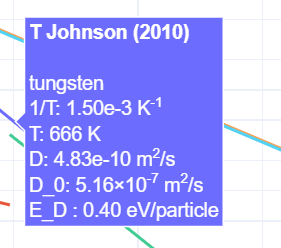 T Johnson (2010)
tungsten
1/T: 1.50e-3 K⁻¹
T: 666 K
D: 4.83e-10 m²/s
D_0: 5.16×10⁻⁷ m²/s
E_D : 0.40 eV/particle